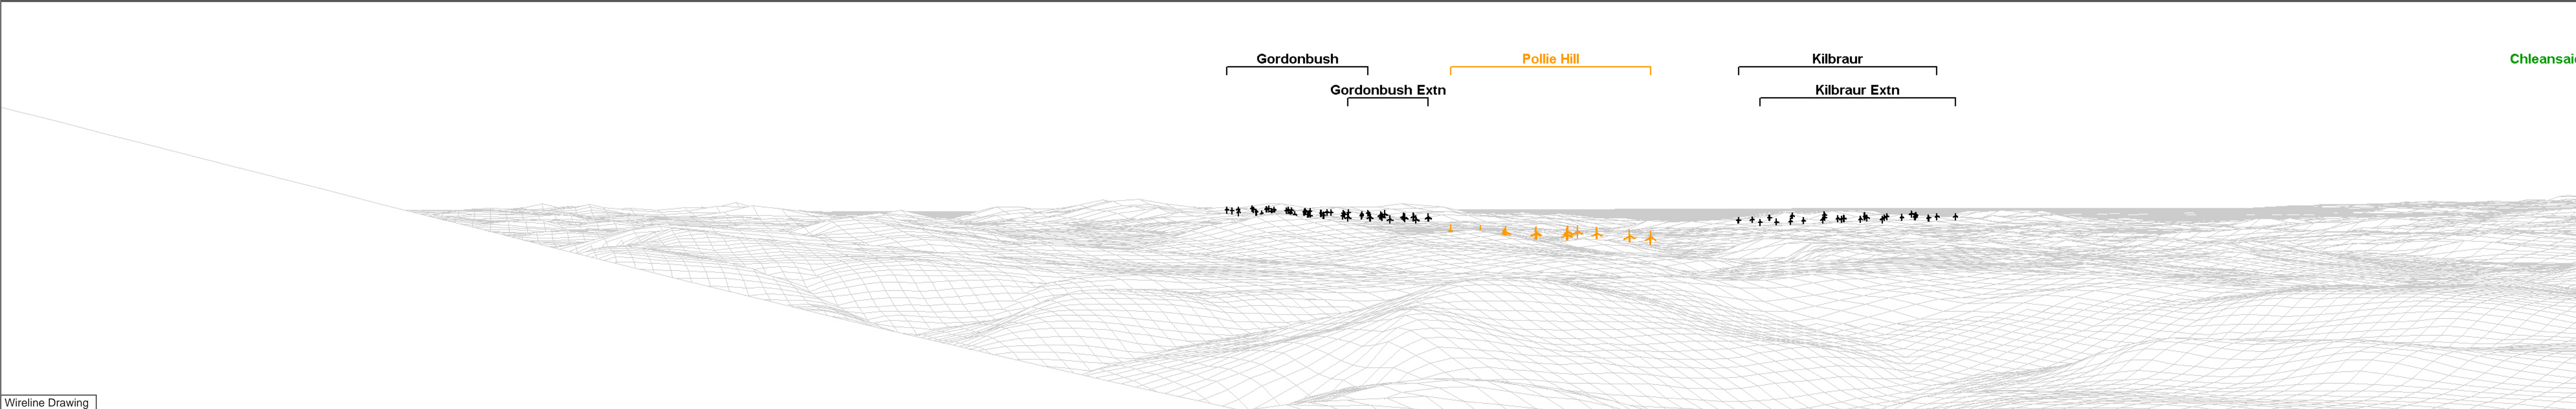 Gordonbush
Pollie Hill
Kilbraur
Gordonbush Extn
Kilbraur Extn
Wireline Drawing